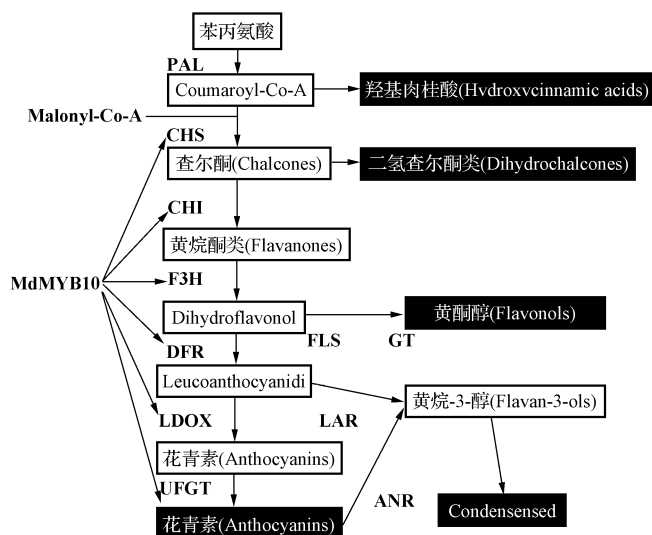 苯丙氨酸
PAL
Coumaroyl-Co-A
羟基肉桂酸(Hvdroxvcinnamic acids)
Malonyl-Co-A
CHS
查尔酮(Chalcones)
二氢查尔酮类(Dihydrochalcones)
CHI
黄烷酮类(Flavanones)
MdMYB10
F3H
Dihydroflavonol
黄酮醇(Flavonols)
FLS
GT
DFR
Leucoanthocyanidi
黄烷-3-醇(Flavan-3-ols)
LDOX
LAR
花青素(Anthocyanins)
UFGT
ANR
花青素(Anthocyanins)
Condensensed